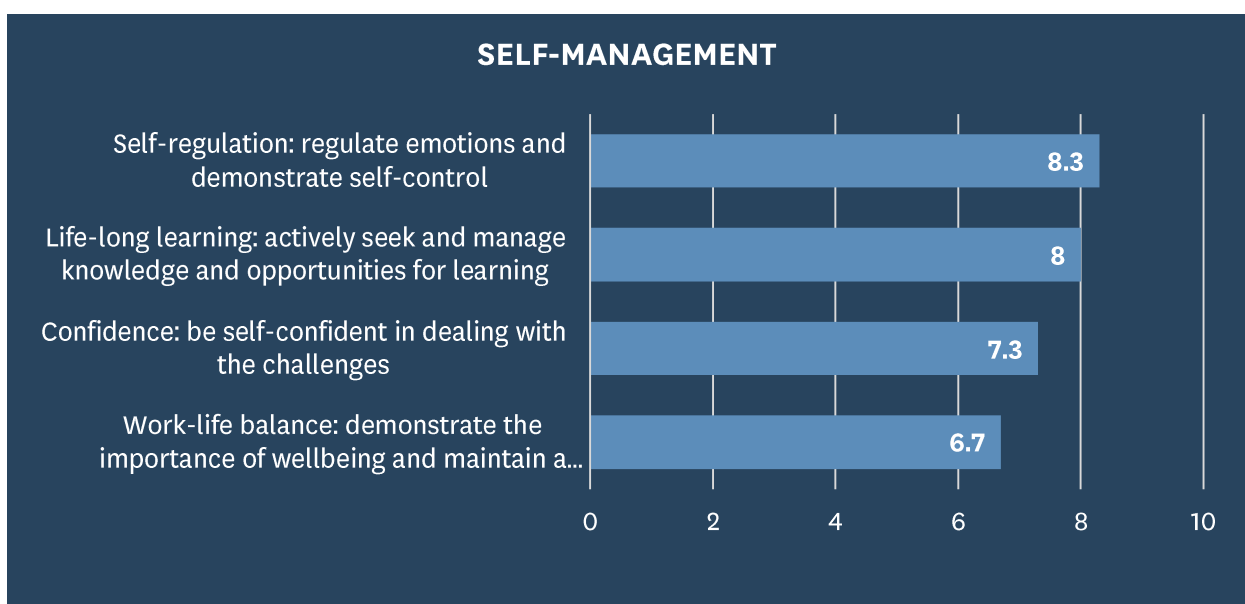 SELF-MANAGEMENT
Self-regulation: regulate emotions and
demonstrate self-control
8.3
Life-long learning: actively seek and manage
knowledge and opportunities for learning
8
Confidence: be self-confident in dealing with
the challenges
7.3
Work-life balance: demonstrate the
importance of wellbeing and maintain a...
6.7
0 2 4 6 8 10